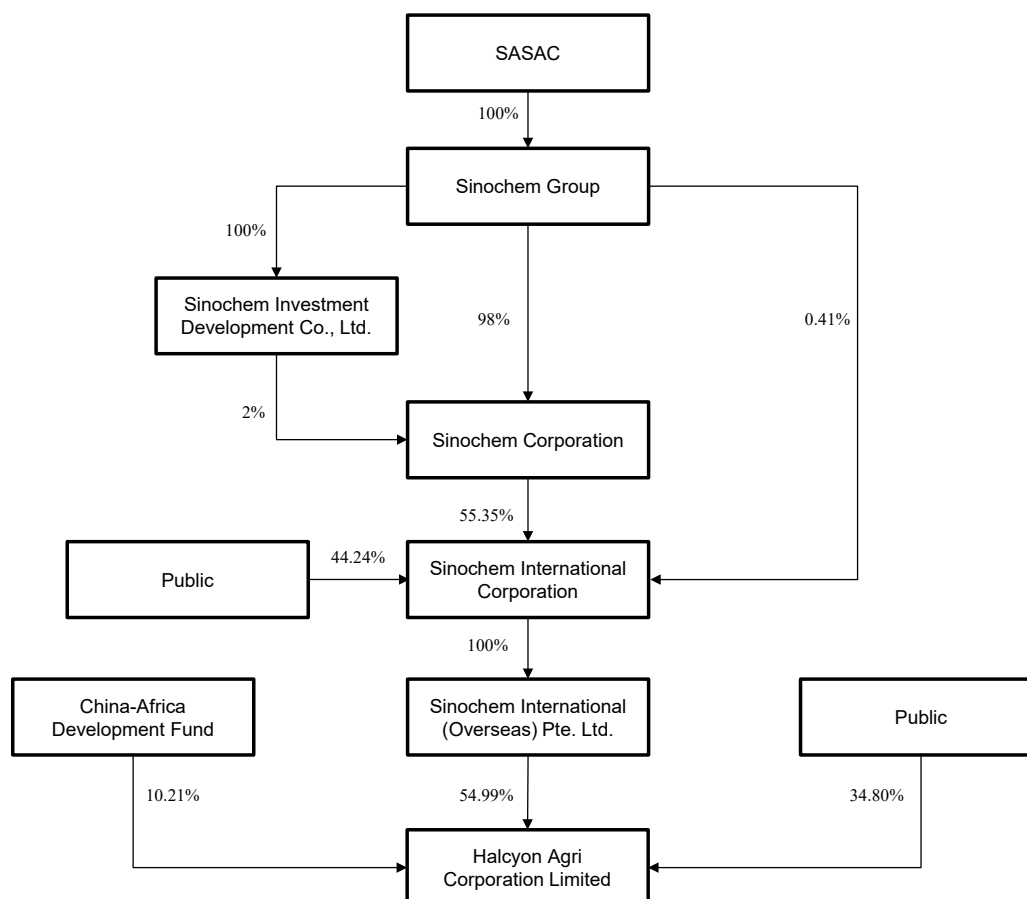 SASAC
100%
Sinochem Group
100%
Sinochem Investment
Development Co., Ltd.
98%
0.41%
2%
Sinochem Corporation
55.35%
44.24%
Public
Sinochem International
Corporation
100%
China-Africa
Development Fund
Sinochem International
(Overseas) Pte. Ltd.
Public
10.21%
54.99%
34.80%
Halcyon Agri
Corporation Limited